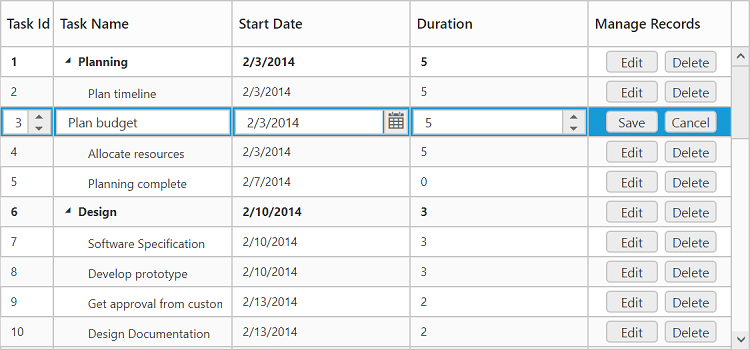 Task Id Task Name Start Date Duration Manage Records
1 Planning 2/3/2014 5 Edit Delete
2 Plan timeline 2/3/2014 5 Edit Delete
3 Plan budget 2/3/2014 5 Save Cancel
4 Allocate resources 2/3/2014 5 Edit Delete
5 Planning complete 2/7/2014 0 Edit Delete
6 Design 2/10/2014 3 Edit Delete
7 Software Specification 2/10/2014 3 Edit Delete
8 Develop prototype 2/10/2014 3 Edit Delete
9 Get approval from custom 2/13/2014 2 Edit Delete
10 Design Documentation 2/13/2014 2 Edit Delete